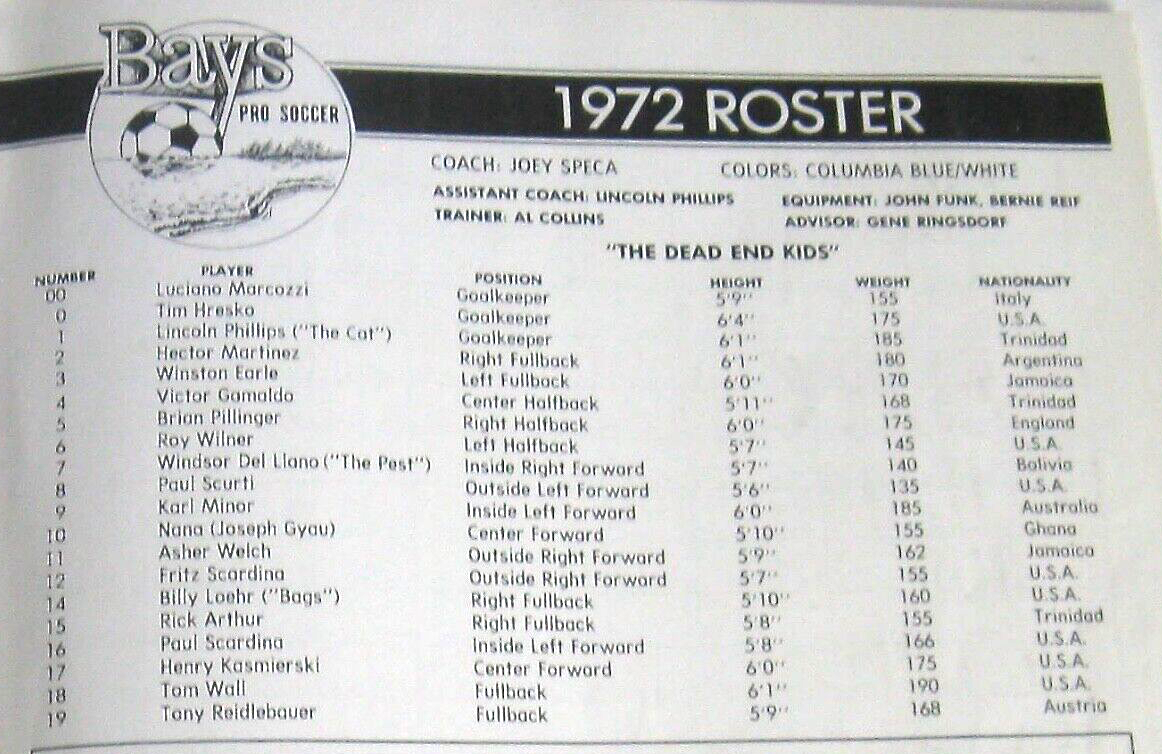 Bays
PRO SOCCER
1972 ROSTER
COACH: JOEY SPECA COLORS: COLUMBIA BLUE/WHITE
ASSISTANT COACH: LINCOLN PHILLIPS EQUIPMENT: JOHN FUNK, BERNIE REIF
TRAINER: AL COLLINS ADVISOR: GENE RINGSDORF
"THE DEAD END KIDS"
NUMBER PLAYER POSITION HEIGHT WEIGHT NATIONALITY
00 Luciano Marcozzi Goalkeeper 5'9" 155 Italy
0 Tim Hresko Goalkeeper 6'4" 175 U.S.A.
1 Lincoln Phillips ("The Cat") Goalkeeper 6'1" 185 Trinidad
2 Hector Martinez Right Fullback 6'1" 180 Argentina
3 Winston Earle Left Fullback 6'0" 170 Jamaica
4 Victor Gamaldo Center Halfback 5'11" 168 Trinidad
5 Brian Pillinger Right Halfback 6'0" 175 England
6 Roy Wilner Left Halfback 5'7" 145 U.S.A.
7 Windsor Del Llano ("The Pest") Inside Right Forward 5'7" 140 Bolivia
8 Paul Scurti Outside Left Forward 5'6" 135 U.S.A.
9 Karl Minor Inside Left Forward 6'0" 185 Australia
10 Nana (Joseph Gyau) Center Forward 5'10" 155 Ghana
11 Asher Welch Outside Right Forward 5'9" 162 Jamaica
12 Fritz Scardina Outside Right Forward 5'7" 155 U.S.A.
14 Billy Loehr ("Bags") Right Fullback 5'10" 160 U.S.A.
15 Rick Arthur Right Fullback 5'8" 155 Trinidad
16 Paul Scardina Inside Left Forward 5'8" 166 U.S.A.
17 Henry Kasmierski Center Forward 6'0" 175 U.S.A.
18 Tom Wall Fullback 6'1" 190 U.S.A.
19 Tony Reidlebauer Fullback 5'9" 168 Austria